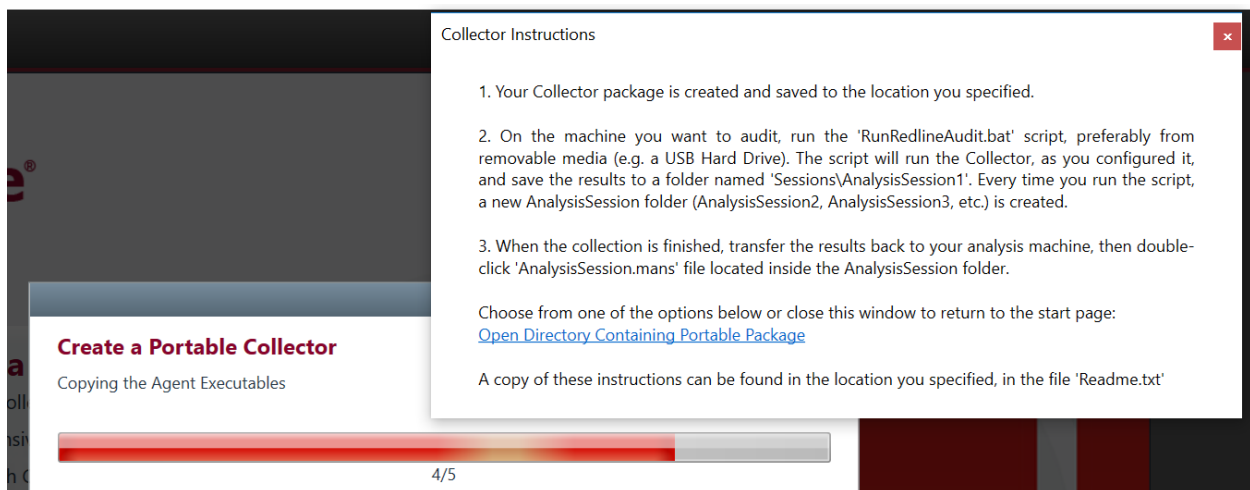 Collector Instructions
x
1. Your Collector package is created and saved to the location you specified.
2. On the machine you want to audit, run the 'RunRedlineAudit.bat' script, preferably from
removable media (e.g. a USB Hard Drive). The script will run the Collector, as you configured it,
and save the results to a folder named 'Sessions\AnalysisSession1'. Every time you run the script,
a new AnalysisSession folder (AnalysisSession2, AnalysisSession3, etc.) is created.
3. When the collection is finished, transfer the results back to your analysis machine, then double-
click 'AnalysisSession.mans' file located inside the AnalysisSession folder.
Choose from one of the options below or close this window to return to the start page:
Open Directory Containing Portable Package
A copy of these instructions can be found in the location you specified, in the file 'Readme.txt'
e®
Create a Portable Collector
Copying the Agent Executables
4/5